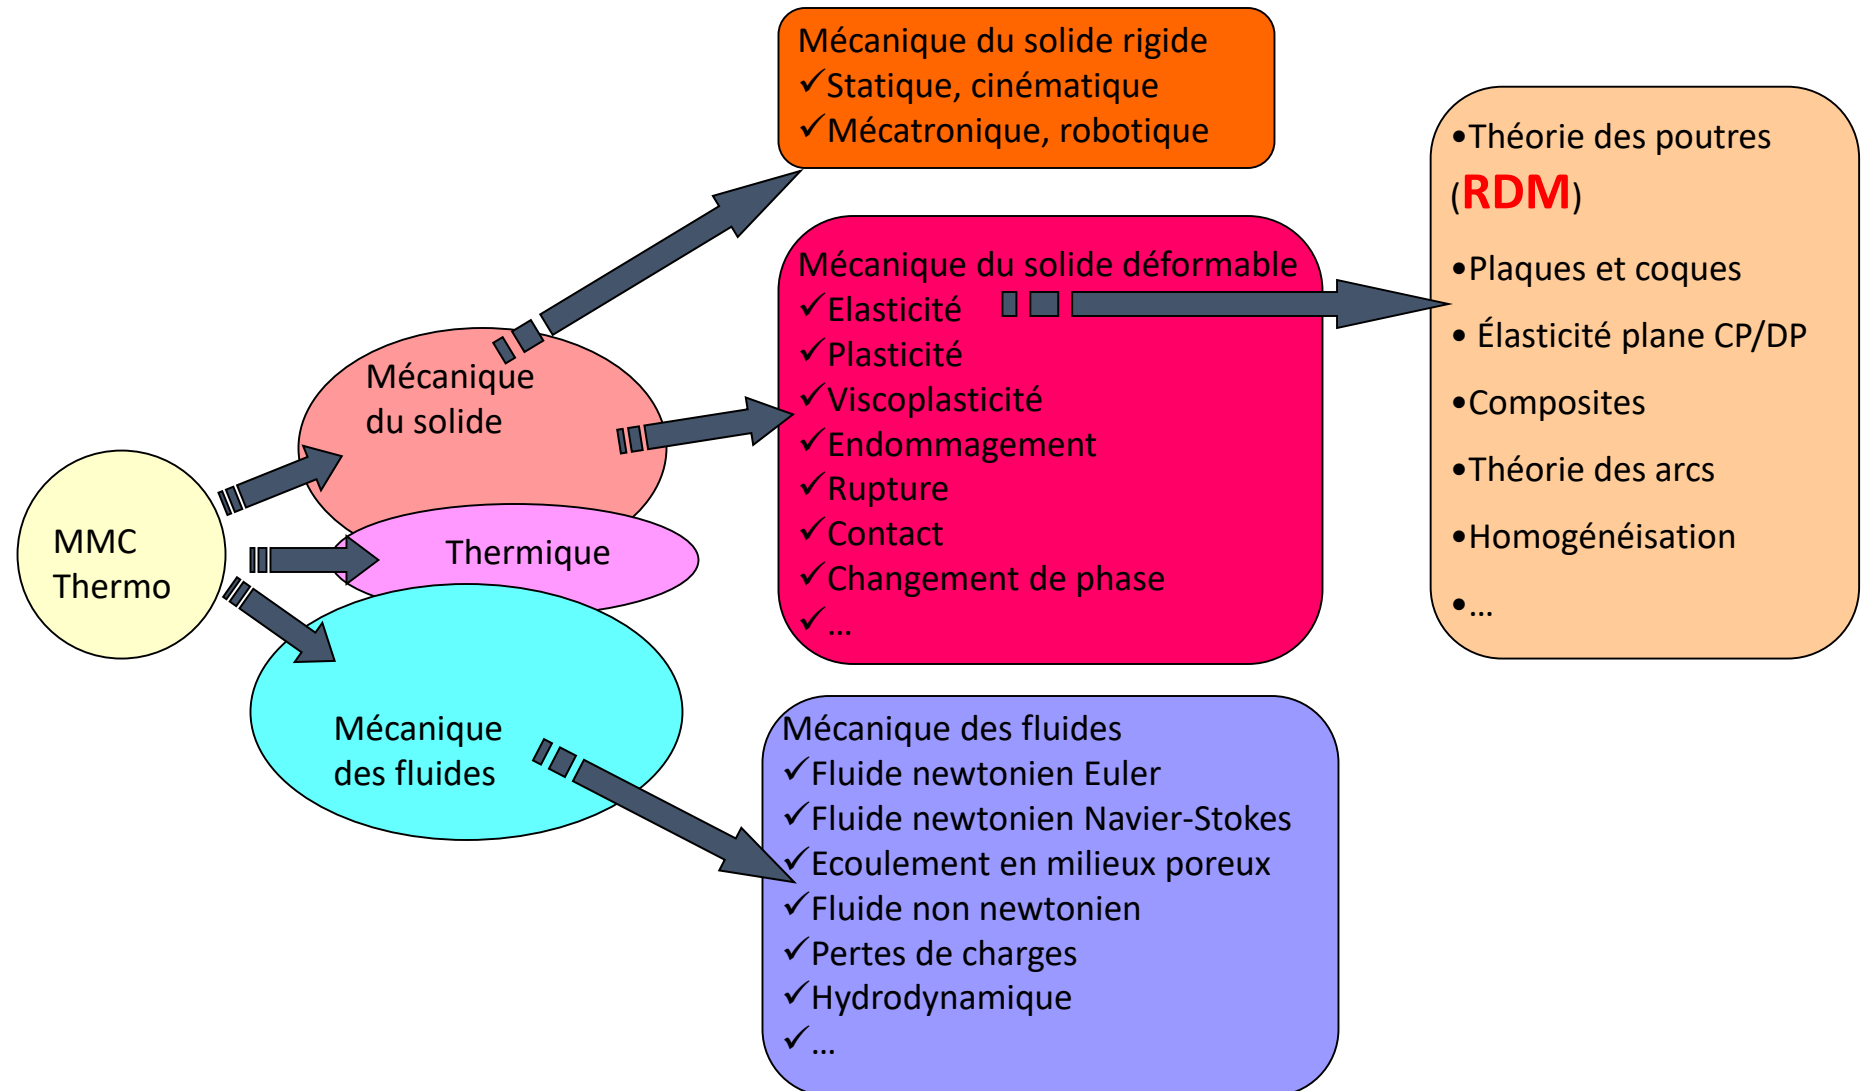 MMC
Thermo
Mécanique
du solide
Thermique
Mécanique
des fluides
Mécanique du solide rigide
✓Statique, cinématique
✓Mécatronique, robotique
Mécanique du solide déformable
✓Elasticité
✓Plasticité
✓Viscoplasticité
✓Endommagement
✓Rupture
✓Contact
✓Changement de phase
✓...
Mécanique des fluides
✓Fluide newtonien Euler
✓Fluide newtonien Navier-Stokes
✓Ecoulement en milieux poreux
✓Fluide non newtonien
✓Pertes de charges
✓Hydrodynamique
✓...
•Théorie des poutres
(RDM)
•Plaques et coques
• Élasticité plane CP/DP
•Composites
•Théorie des arcs
•Homogénéisation
•...